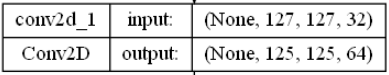 conv2d_1 input: (None, 127, 127, 32)
Conv2D output: (None, 125, 125, 64)